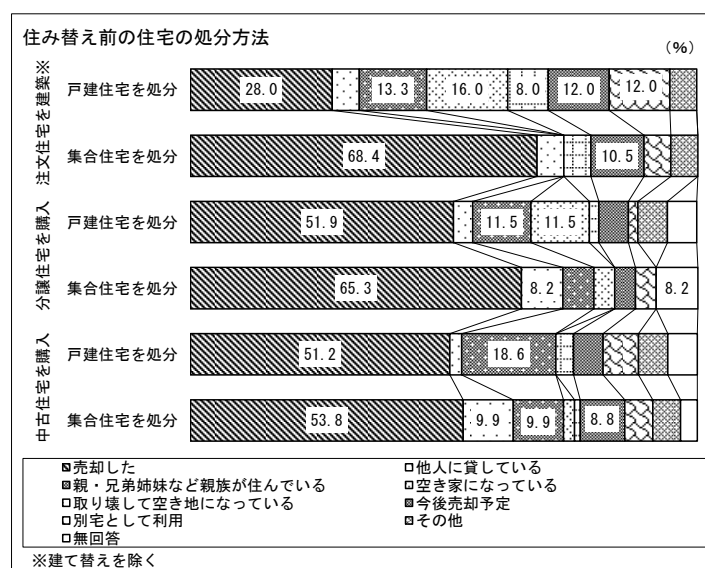 住み替え前の住宅の処分方法
（%）
注文住宅を建築※
戸建住宅を処分
28.0
13.3
16.0
8.0
12.0
12.0
集合住宅を処分
68.4
10.5
分譲住宅を購入
戸建住宅を処分
51.9
11.5
11.5
集合住宅を処分
65.3
8.2
8.2
中古住宅を購入
戸建住宅を処分
51.2
18.6
集合住宅を処分
53.8
9.9
9.9
8.8
売却した
他人に貸している
親・兄弟姉妹など親族が住んでいる
空き家になっている
取り壊して空き地になっている
今後売却予定
別宅として利用
その他
無回答
※建て替えを除く